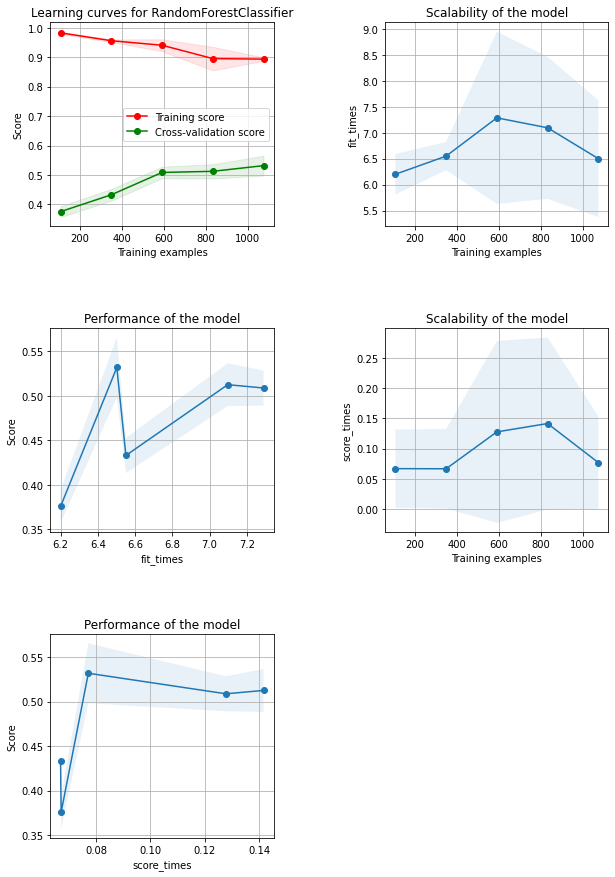 Learning curves for RandomForestClassifier
1.0
0.9
0.8
0.7
0.6
0.5
0.4
Score
Training score
Cross-validation score
200 400 600 800 1000
Training examples
Scalability of the model
9.0
8.5
8.0
7.5
7.0
6.5
6.0
5.5
fit_times
200 400 600 800 1000
Training examples
Performance of the model
0.55
0.50
0.45
0.40
0.35
Score
6.2 6.4 6.6 6.8 7.0 7.2
fit_times
Scalability of the model
0.25
0.20
0.15
0.10
0.05
0.00
score_times
200 400 600 800 1000
Training examples
Performance of the model
0.55
0.50
0.45
0.40
0.35
Score
0.08 0.10 0.12 0.14
score_times